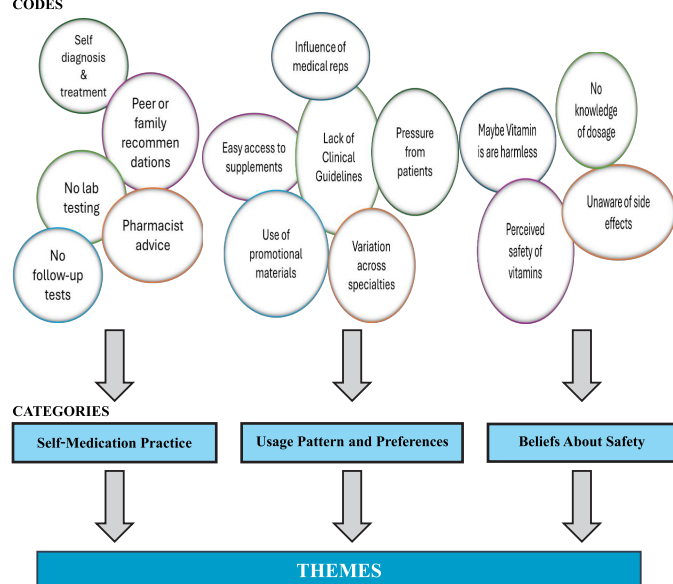 CODES
Self
diagnosis
&
treatment
Peer or
family
recommen
dations
No lab
testing
Pharmacist
advice
No
follow-up
tests
Influence of
medical reps
Easy access to
supplements
Lack of
Clinical
Guidelines
Pressure
from
patients
Use of
promotional
materials
Variation
across
specialties
Maybe Vitamin
is are harmless
No
knowledge
of dosage
Unaware of side
effects
Perceived
safety of
vitamins
CATEGORIES
Self-Medication Practice
Usage Pattern and Preferences
Beliefs About Safety
THEMES